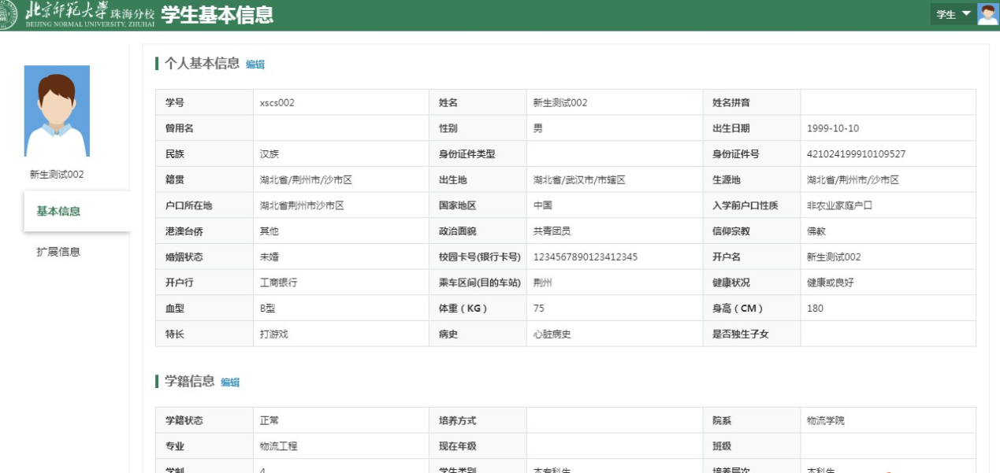 北京师范大学 珠海分校 学生基本信息 学生
BEIJING NORMAL UNIVERSITY, ZHUHAI
个人基本信息 编辑
学号 xscs002 姓名 新生测试002 姓名拼音
曾用名 性别 男 出生日期 1999-10-10
民族 汉族 身份证件类型 身份证件号 421024199910109527
籍贯 湖北省/荆州市/沙市区 出生地 湖北省/武汉市/市辖区 生源地 湖北省/荆州市/沙市区
户口所在地 湖北省荆州市沙市区 国家地区 中国 入学前户口性质 非农业家庭户口
港澳台侨 其他 政治面貌 共青团员 信仰宗教 佛教
婚姻状态 未婚 校园卡号(银行卡号) 1234567890123412345 开户名 新生测试002
开户行 工商银行 乘车区间(目的车站) 荆州 健康状况 健康或良好
血型 B型 体重（KG） 75 身高（CM） 180
特长 打游戏 病史 心脏病史 是否独生子女
新生测试002
基本信息
扩展信息
学籍信息 编辑
学籍状态 正常 培养方式 院系 物流学院
专业 物流工程 现在年级 班级
学制 4 学生类别 本专科生 培养层次 本科生